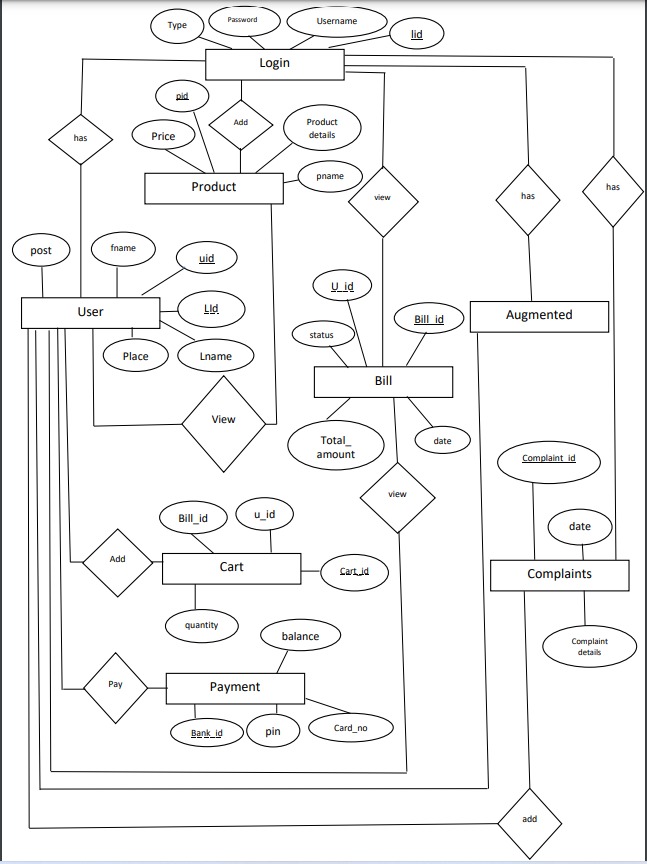 Type
Password
Username
lid
Login
pid
Price
Add
Product
details
has
Product
pname
view
has
has
post
fname
uid
User
LId
Place
Lname
U_id
Bill_id
status
Augmented
Bill
View
Total_
amount
date
Complaint_id
view
Bill_id
u_id
date
Add
Cart
Cart_id
Complaints
quantity
balance
Complaint
details
Pay
Payment
Bank_id
pin
Card_no
add